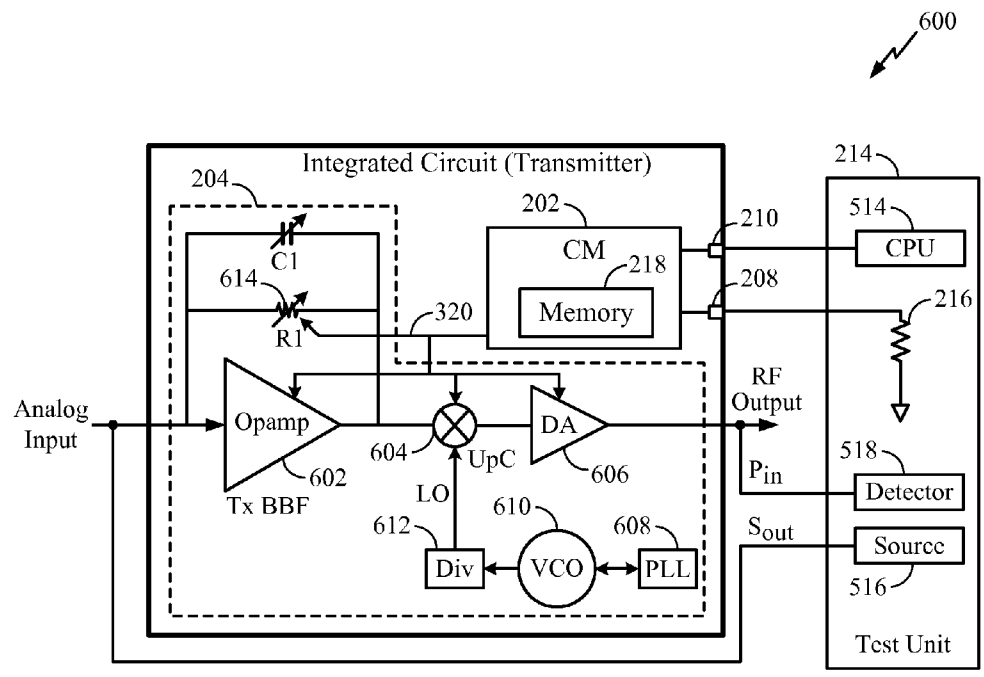 600
Integrated Circuit (Transmitter)
204
C1
614
R1
320
202
CM
218
Memory
210
208
214
514
CPU
216
Analog
Input
Opamp
602
Tx BBF
604
UpC
DA
606
RF
Output
Pin
518
Detector
LO
612
Div
610
VCO
608
PLL
Sout
Source
516
Test Unit